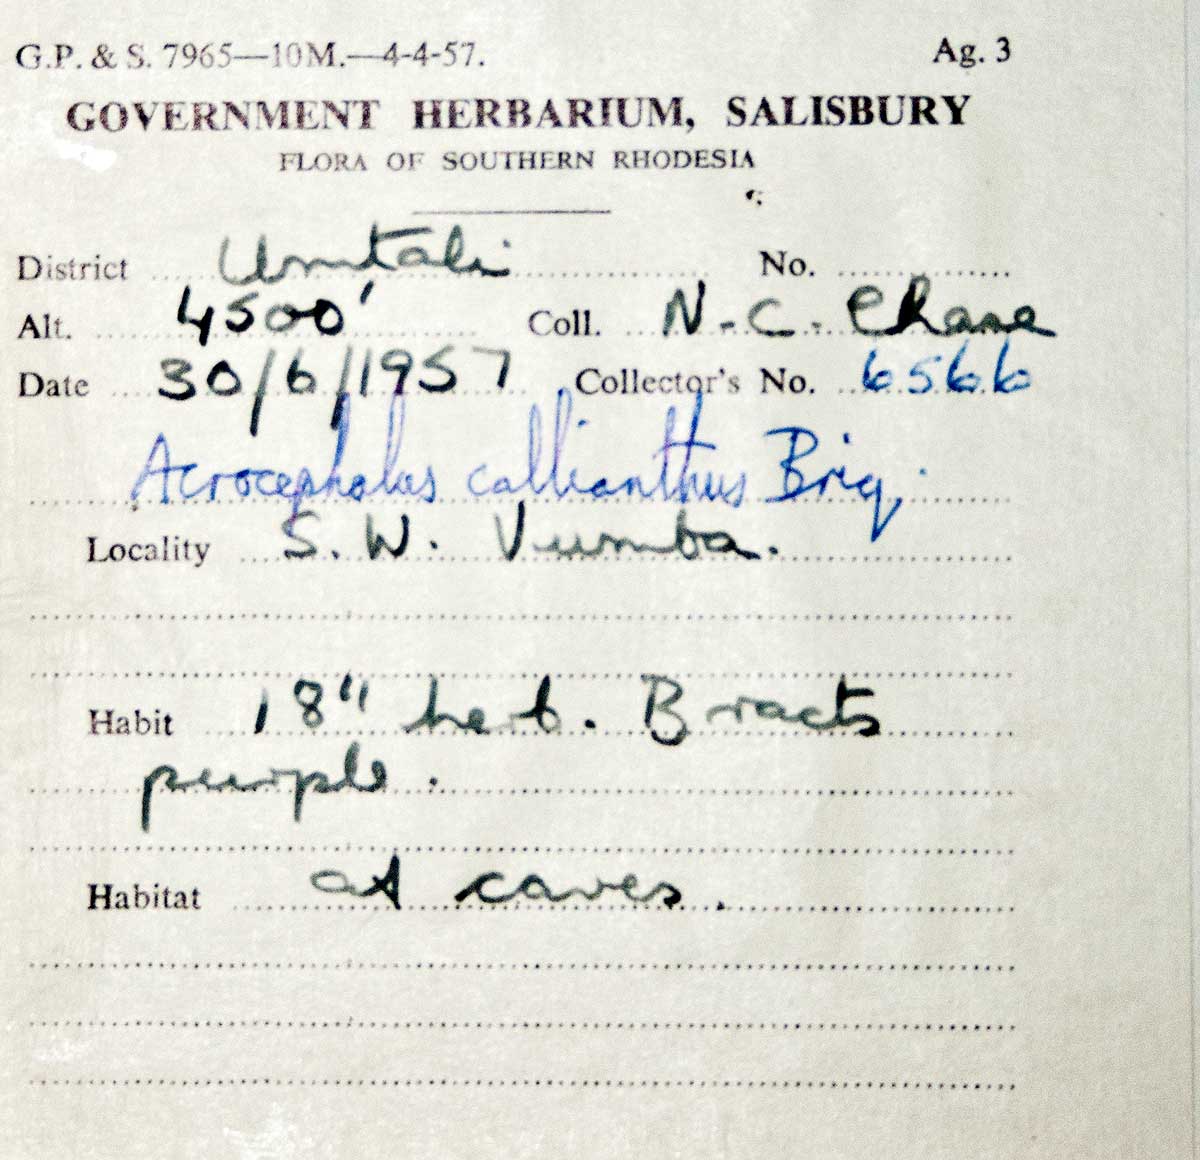 G.P. & S. 7965—10M.—4-4-57. Ag. 3
GOVERNMENT HERBARIUM, SALISBURY
FLORA OF SOUTHERN RHODESIA
District Umtali No.
Alt. 4500' Coll. N.C. Chase
Date 30/6/1957 Collector's No. 6566
Acrocephalus callianthus Briq.
Locality S.W. Vumba.
Habit 18" herb. Bracts
purple.
Habitat at caves.